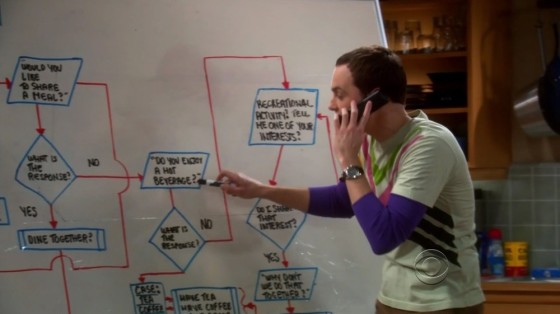 "WOULD YOU
LIKE
TO SHARE
A MEAL?"
WHAT IS
THE
RESPONSE?
NO
YES
DINE TOGETHER?
"DO YOU ENJOY
A HOT
BEVERAGE?"
WHAT
IS THE
RESPONSE?
NO
CASE:
TEA
COFFEE
HAVE TEA
HAVE COFFEE
RECREATIONAL
ACTIVITY: TELL
ME ONE OF YOUR
INTERESTS?
DO I SHARE
THAT
INTEREST?
YES
"WHY DON'T
WE DO THAT
TOGETHER?"
CBS